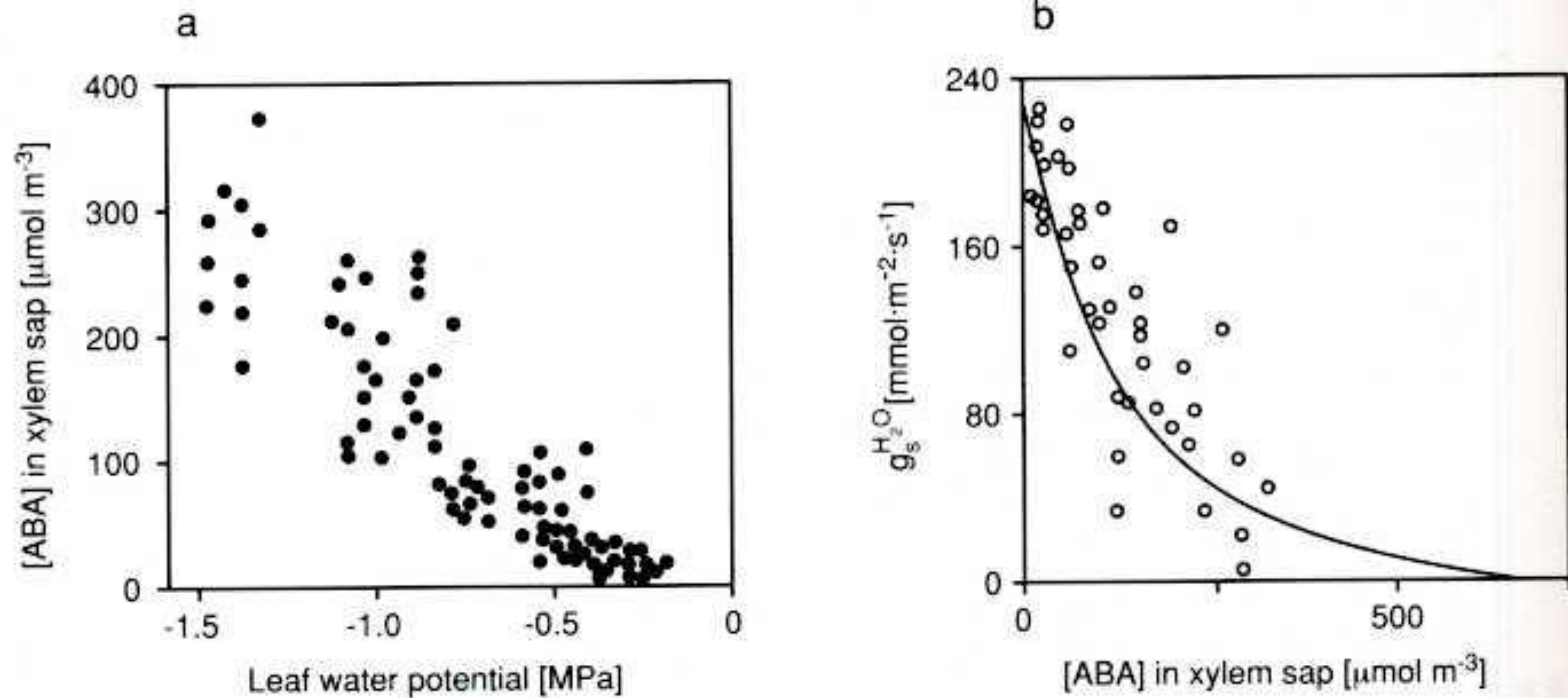 a
400
300
200
100
0
-1.5
-1.0
-0.5
0
[ABA] in xylem sap [μmol m⁻³]
Leaf water potential [MPa]
b
240
160
80
0
0
500
gₛᴴ²ᴼ [mmol·m⁻²·s⁻¹]
[ABA] in xylem sap [μmol m⁻³]